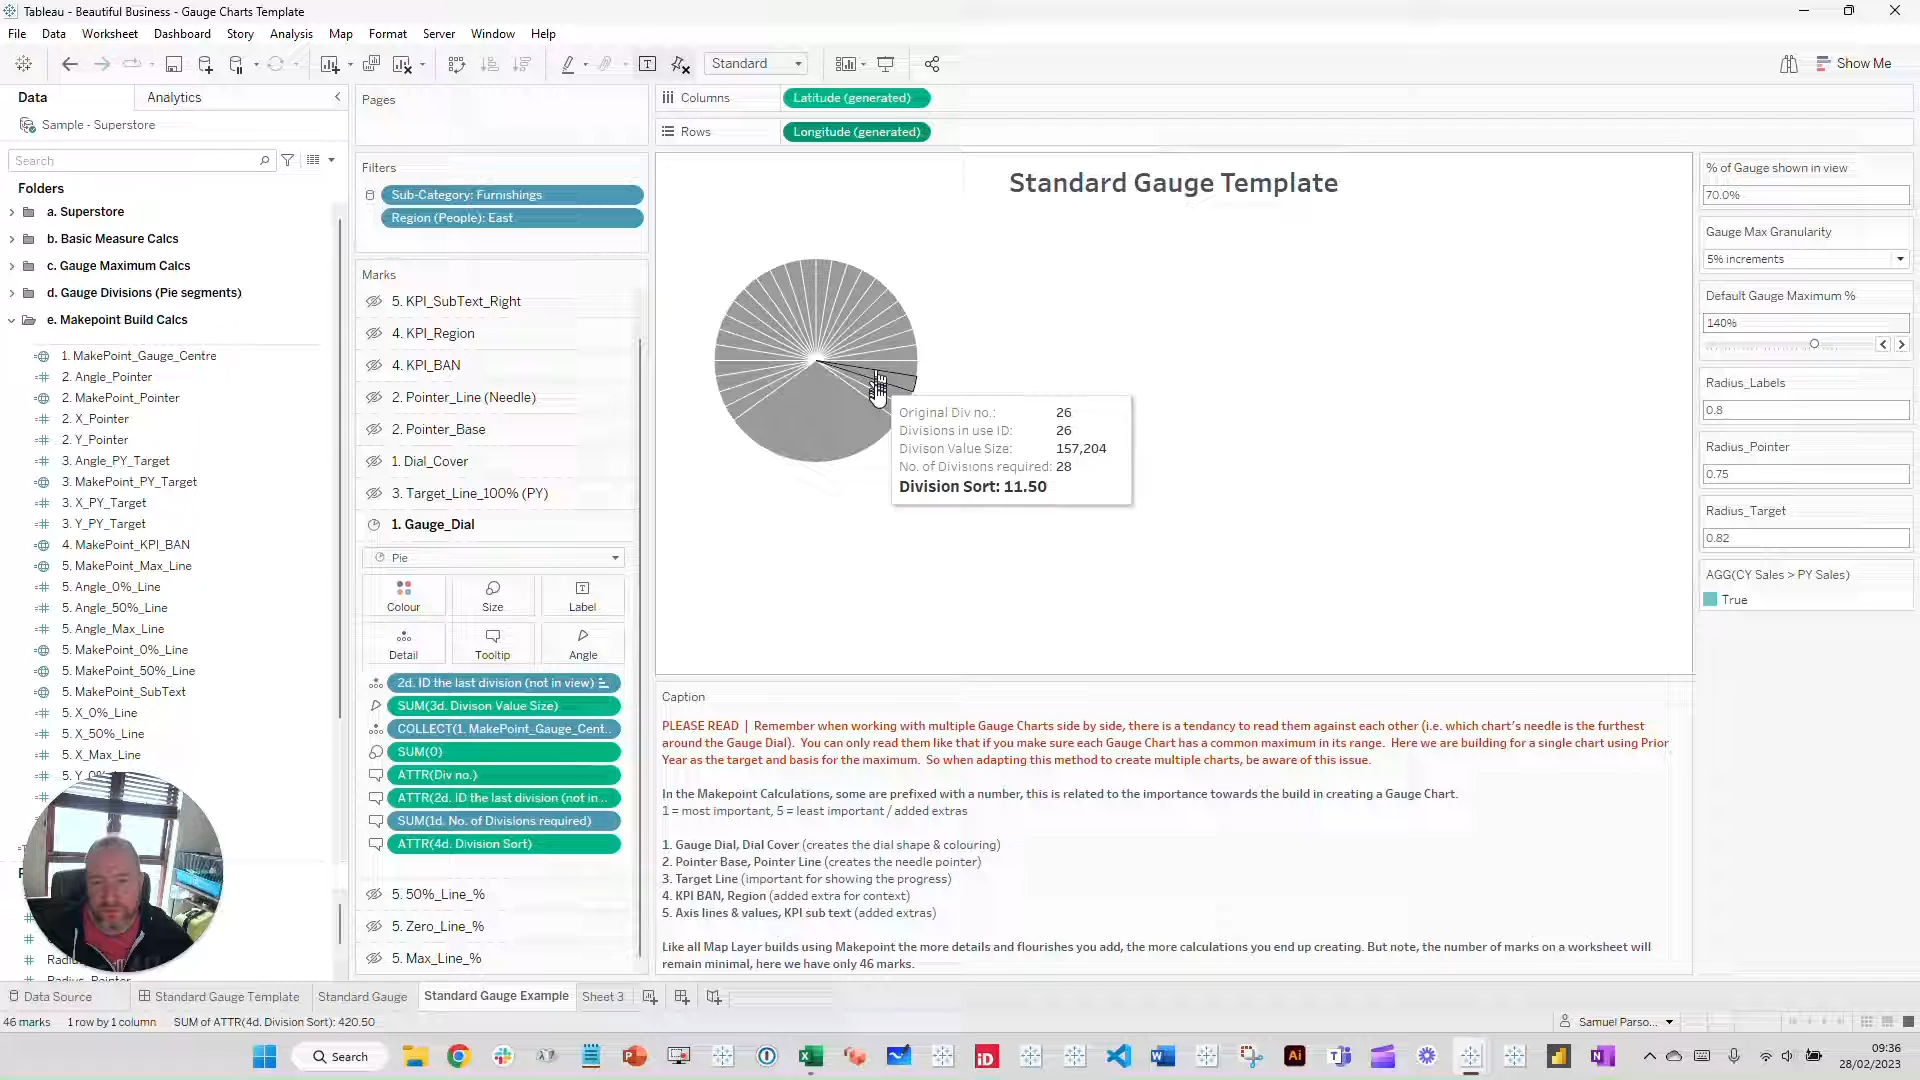 Tableau - Beautiful Business - Gauge Charts Template
File Data Worksheet Dashboard Story Analysis Map Format Server Window Help
Standard
Show Me
Data
Analytics
Sample - Superstore
Search
Folders
a. Superstore
b. Basic Measure Calcs
c. Gauge Maximum Calcs
d. Gauge Divisions (Pie segments)
e. Makepoint Build Calcs
1. MakePoint_Gauge_Centre
2. Angle_Pointer
2. MakePoint_Pointer
2. X_Pointer
2. Y_Pointer
3. Angle_PY_Target
3. MakePoint_PY_Target
3. X_PY_Target
3. Y_PY_Target
4. MakePoint_KPI_BAN
5. MakePoint_Max_Line
5. Angle_0%_Line
5. Angle_50%_Line
5. Angle_Max_Line
5. MakePoint_0%_Line
5. MakePoint_50%_Line
5. MakePoint_SubText
5. X_0%_Line
5. X_50%_Line
5. X_Max_Line
Pages
Filters
Sub-Category: Furnishings
Region (People): East
Marks
5. KPI_SubText_Right
4. KPI_Region
4. KPI_BAN
2. Pointer_Line (Needle)
2. Pointer_Base
1. Dial_Cover
3. Target_Line_100% (PY)
1. Gauge_Dial
Pie
Colour Size Label
Detail Tooltip Angle
2d. ID the last division (not in view)
SUM(3d. Divison Value Size)
COLLECT(1. MakePoint_Gauge_Cent..
SUM(0)
ATTR(Div no.)
ATTR(2d. ID the last division (not in...
SUM(1d. No. of Divisions required)
ATTR(4d. Division Sort)
5. 50%_Line_%
5. Zero_Line_%
5. Max_Line_%
Columns
Latitude (generated)
Rows
Longitude (generated)
Standard Gauge Template
Original Div no.: 26
Divisions in use ID: 26
Divison Value Size: 157,204
No. of Divisions required: 28
Division Sort: 11.50
Caption
PLEASE READ | Remember when working with multiple Gauge Charts side by side, there is a tendency to read them against each other (i.e. which chart's needle is the furthest
around the Gauge Dial). You can only read them like that if you make sure each Gauge Chart has a common maximum in its range. Here we are building for a single chart using Prior
Year as the target and basis for the maximum. So when adapting this method to create multiple charts, be aware of this issue.
In the Makepoint Calculations, some are prefixed with a number, this is related to the importance towards the build in creating a Gauge Chart.
1 = most important, 5 = least important / added extras
1. Gauge Dial, Dial Cover (creates the dial shape & colouring)
2. Pointer Base, Pointer Line (creates the needle pointer)
3. Target Line (important for showing the progress)
4. KPI BAN, Region (added extra for context)
5. Axis lines & values, KPI sub text (added extras)
Like all Map Layer builds using Makepoint the more details and flourishes you add, the more calculations you end up creating. But note, the number of marks on a worksheet will
remain minimal, here we have only 46 marks.
% of Gauge shown in view
70.0%
Gauge Max Granularity
5% increments
Default Gauge Maximum %
140%
Radius_Labels
0.8
Radius_Pointer
0.75
Radius_Target
0.82
AGG(CY Sales > PY Sales)
True
Data Source
Standard Gauge Template
Standard Gauge
Standard Gauge Example
Sheet 3
46 marks
1 row by 1 column
SUM of ATTR(4d. Division Sort): 420.50
Samuel Parso...
Search
09:36
28/02/2023